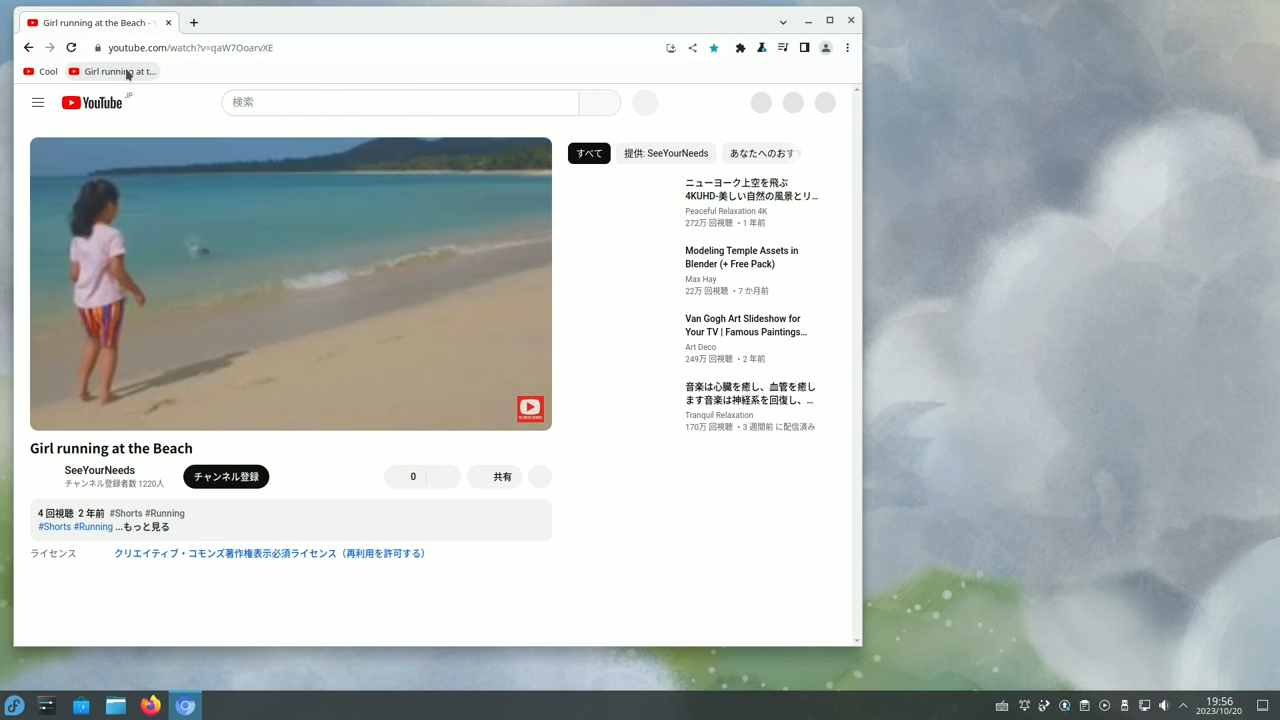 Girl running at the Beach - Y
youtube.com/watch?v=qaW7OoarvXE
Cool
Girl running at t...
YouTube
JP
検索
SUBSCRIBE
Girl running at the Beach
SeeYourNeeds
チャンネル登録者数 1220人
チャンネル登録
0
共有
4 回視聴 2 年前 #Shorts #Running
#Shorts #Running ...もっと見る
ライセンス
クリエイティブ・コモンズ著作権表示必須ライセンス（再利用を許可する）
すべて
提供: SeeYourNeeds
あなたへのおす
ニューヨーク上空を飛ぶ
4KUHD-美しい自然の風景とリ...
Peaceful Relaxation 4K
272万 回視聴 ・1 年前
Modeling Temple Assets in
Blender (+ Free Pack)
Max Hay
22万 回視聴 ・7 か月前
Van Gogh Art Slideshow for
Your TV | Famous Paintings...
Art Deco
249万 回視聴 ・2 年前
音楽は心臓を癒し、血管を癒し
ます音楽は神経系を回復し、...
Tranquil Relaxation
170万 回視聴 ・3 週間前 に配信済み
19:56
2023/10/20